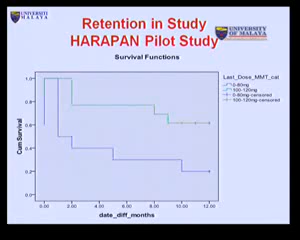 UNIVERSITY
OF MALAYA
Retention in Study
HARAPAN Pilot Study
UNIVERSITY
OF MALAYA
Survival Functions
Last_Dose_MMT_cat
0-80mg
100-120mg
0-80mg-censored
100-120mg-censored
Cum Survival
1.0
0.8
0.6
0.4
0.2
0.0
0.00
2.00
4.00
6.00
8.00
10.00
12.00
date_diff_months